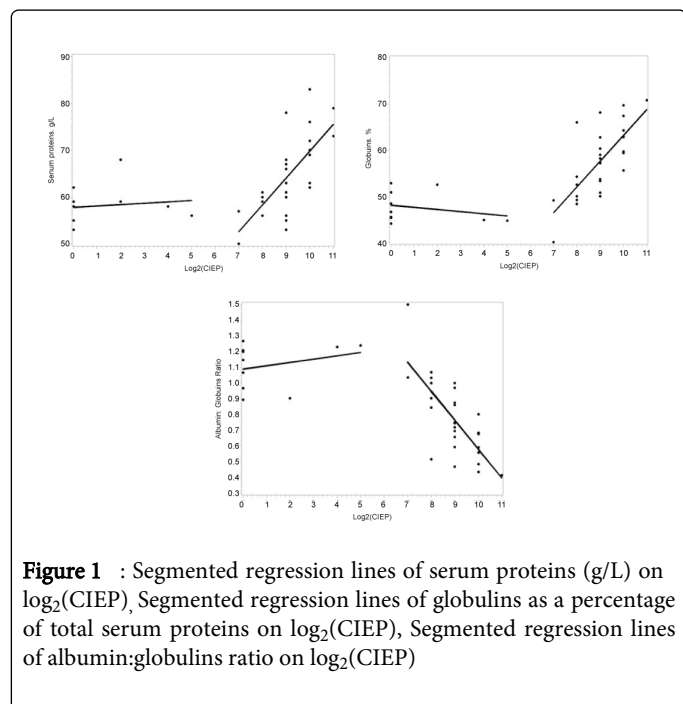 90
80
70
60
50
Serum proteins. g/L
0 1 2 3 4 5 6 7 8 9 10 11
Log2(CIEP)
80
70
60
50
40
Globuins. %
0 1 2 3 4 5 6 7 8 9 10 11
Log2(CIEP)
1.5
1.4
1.3
1.2
1.1
1.0
0.9
0.8
0.7
0.6
0.5
0.4
0.3
Albumin: Globuins Ratio
0 1 2 3 4 5 6 7 8 9 10 11
Log2(CIEP)
Figure 1 : Segmented regression lines of serum proteins (g/L) on
log₂(CIEP), Segmented regression lines of globulins as a percentage
of total serum proteins on log₂(CIEP), Segmented regression lines
of albumin:globulins ratio on log₂(CIEP)